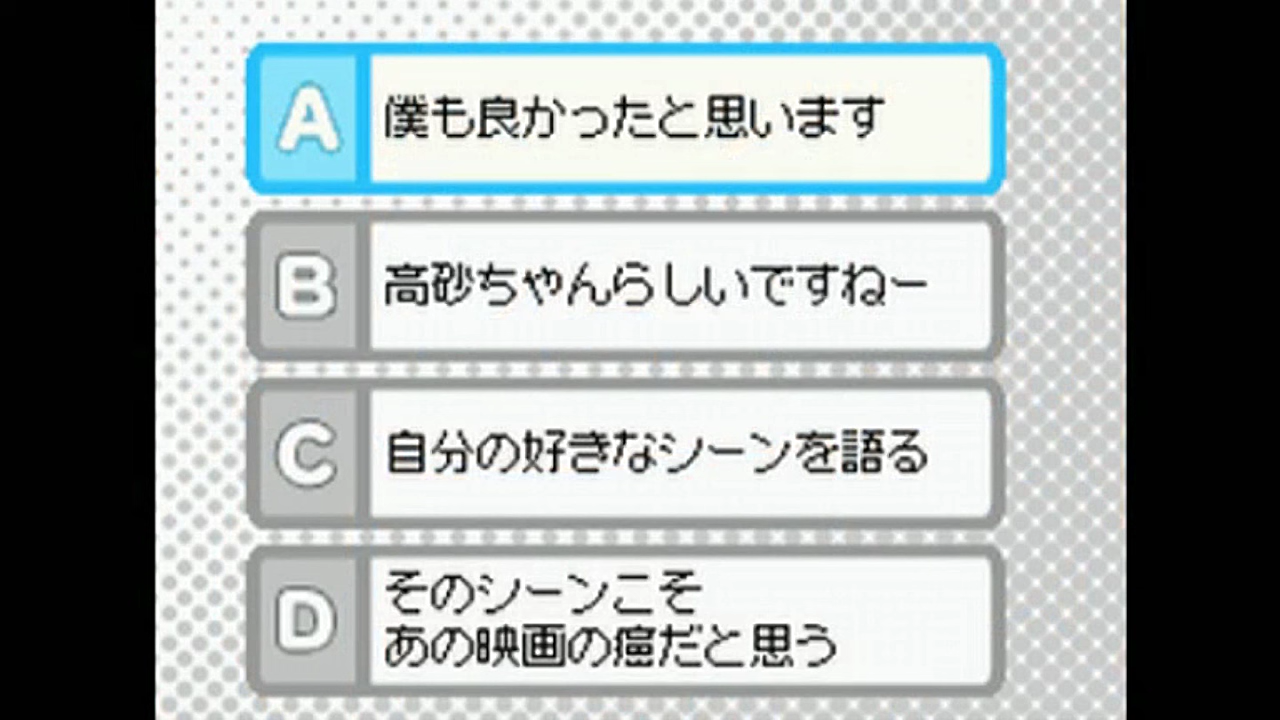 A 僕も良かったと思います
B 高砂ちゃんらしいですねー
C 自分の好きなシーンを語る
D そのシーンこそ
あの映画の癌だと思う